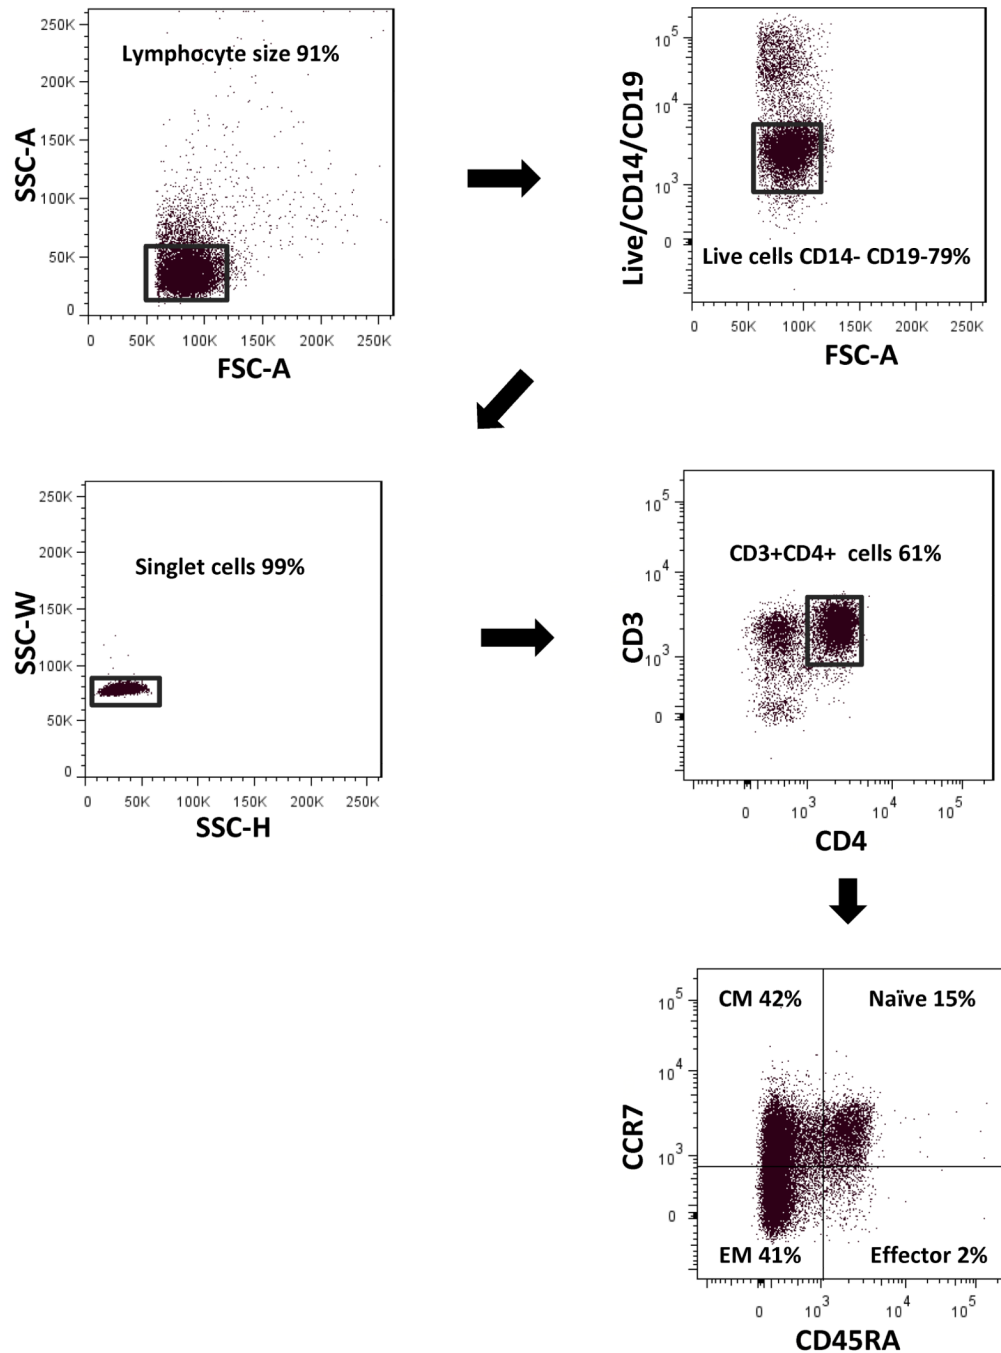 Lymphocyte size 91%
SSC-A
250K
200K
150K
100K
50K
0
0 50K 100K 150K 200K 250K
FSC-A
Live/CD14/CD19
10^5
10^4
10^3
0
Live cells CD14- CD19-79%
0 50K 100K 150K 200K 250K
FSC-A
Singlet cells 99%
SSC-W
250K
200K
150K
100K
50K
0
0 50K 100K 150K 200K 250K
SSC-H
CD3+CD4+ cells 61%
CD3
10^5
10^4
10^3
0
0 10^3 10^4 10^5
CD4
CM 42% Naïve 15%
CCR7
10^5
10^4
10^3
0
EM 41% Effector 2%
0 10^3 10^4 10^5
CD45RA